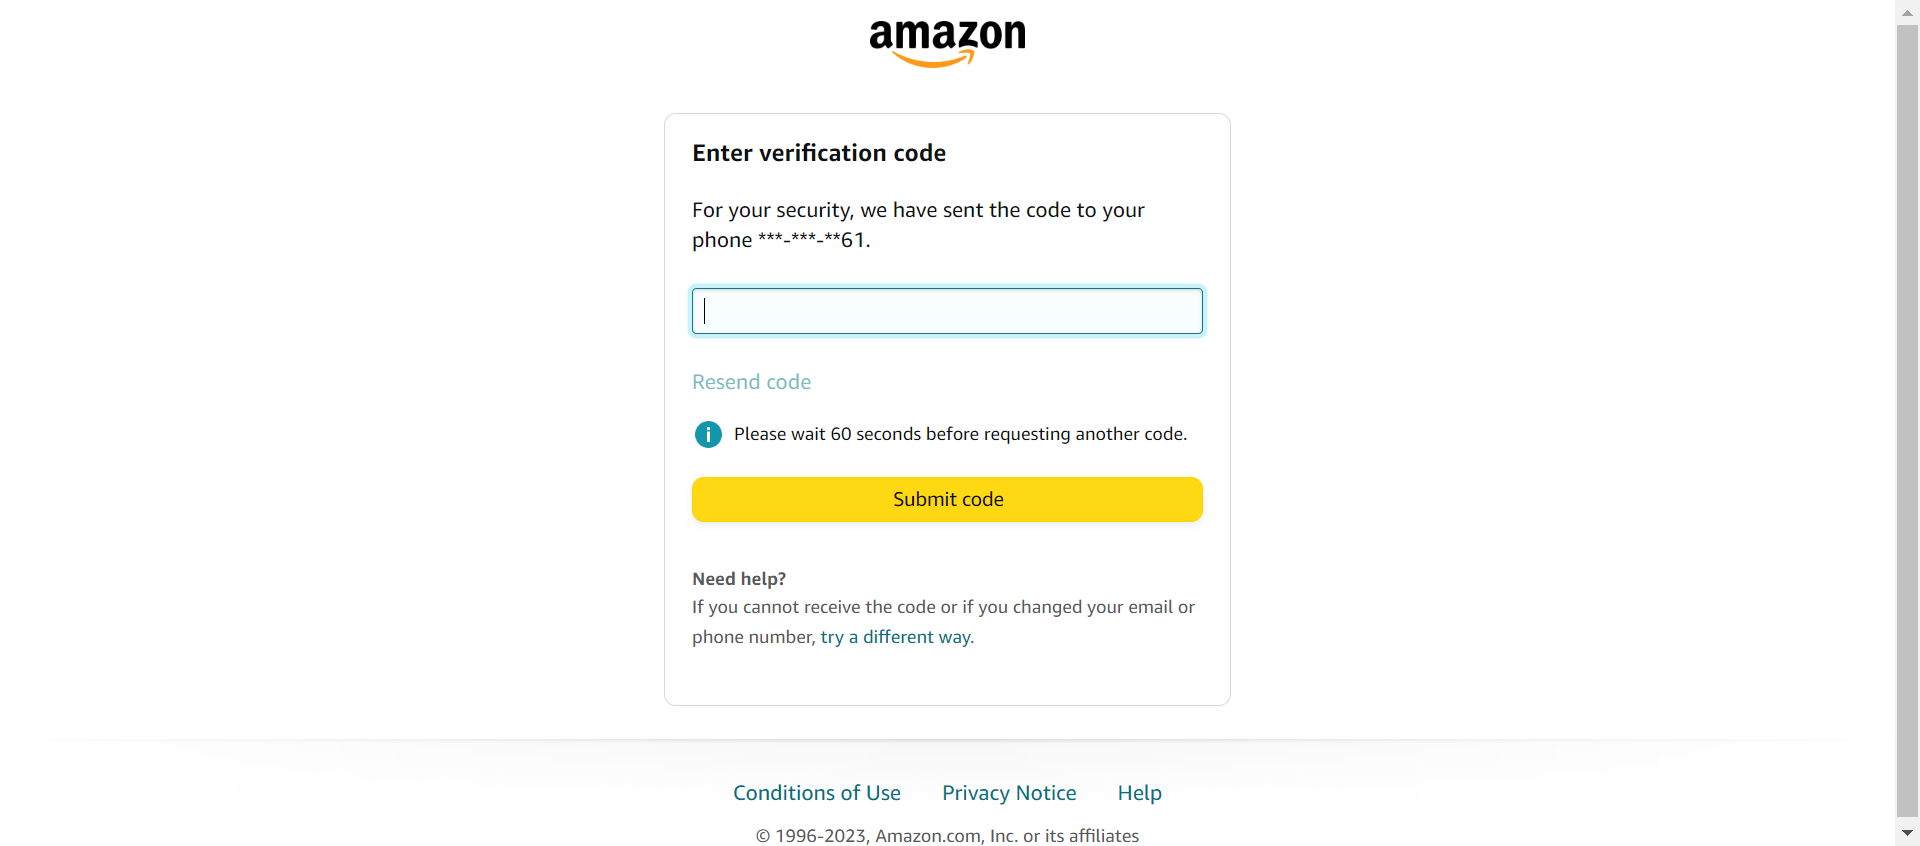 amazon
Enter verification code
For your security, we have sent the code to your
phone ***-***-**61.
Resend code
i Please wait 60 seconds before requesting another code.
Submit code
Need help?
If you cannot receive the code or if you changed your email or
phone number, try a different way.
Conditions of Use Privacy Notice Help
© 1996-2023, Amazon.com, Inc. or its affiliates